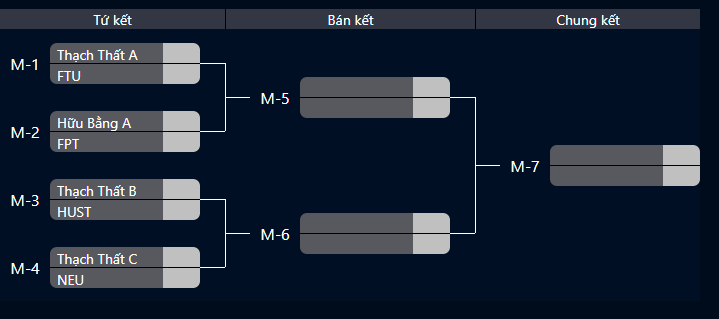 Tứ kết Bán kết Chung kết
M-1
Thạch Thất A
FTU
M-2
Hữu Bằng A
FPT
M-3
Thạch Thất B
HUST
M-4
Thạch Thất C
NEU
M-5
M-6
M-7